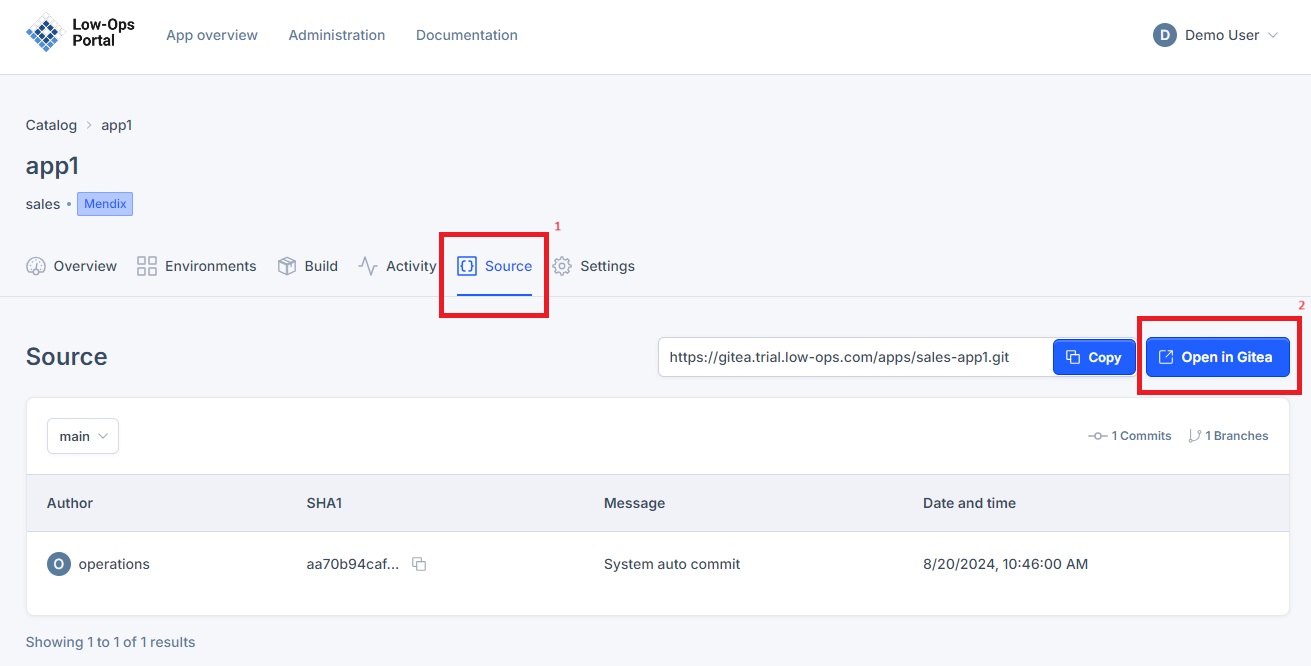 Low-Ops
Portal
App overview
Administration
Documentation
D
Demo User
Catalog > app1
app1
sales • Mendix
1
Overview
Environments
Build
Activity
Source
Settings
2
Source
https://gitea.trial.low-ops.com/apps/sales-app1.git
Copy
Open in Gitea
main
1 Commits
1 Branches
Author SHA1 Message Date and time
O operations aa70b94caf... System auto commit 8/20/2024, 10:46:00 AM
Showing 1 to 1 of 1 results